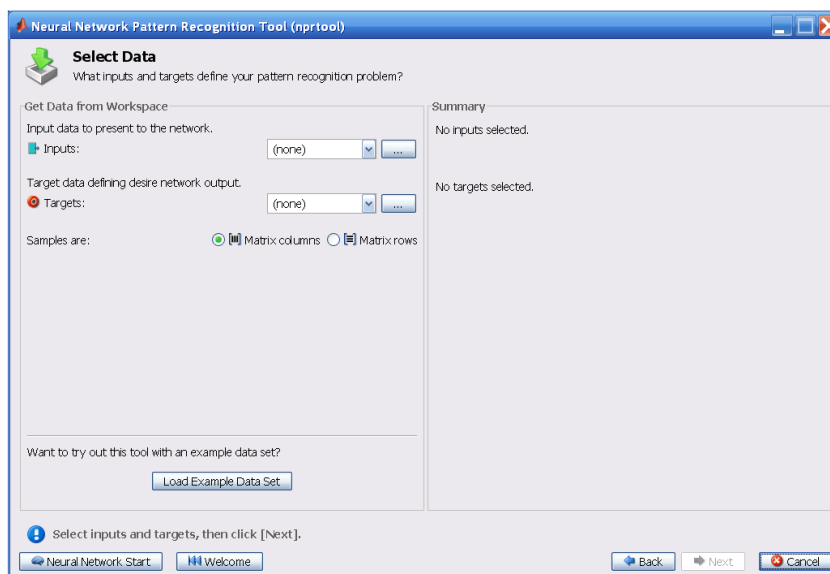 Neural Network Pattern Recognition Tool (nprtool)
Select Data
What inputs and targets define your pattern recognition problem?
Get Data from Workspace
Input data to present to the network.
Inputs: (none) ...
Target data defining desire network output.
Targets: (none) ...
Samples are: Matrix columns Matrix rows
Want to try out this tool with an example data set?
Load Example Data Set
Summary
No inputs selected.
No targets selected.
Select inputs and targets, then click [Next].
Neural Network Start Welcome Back Next Cancel